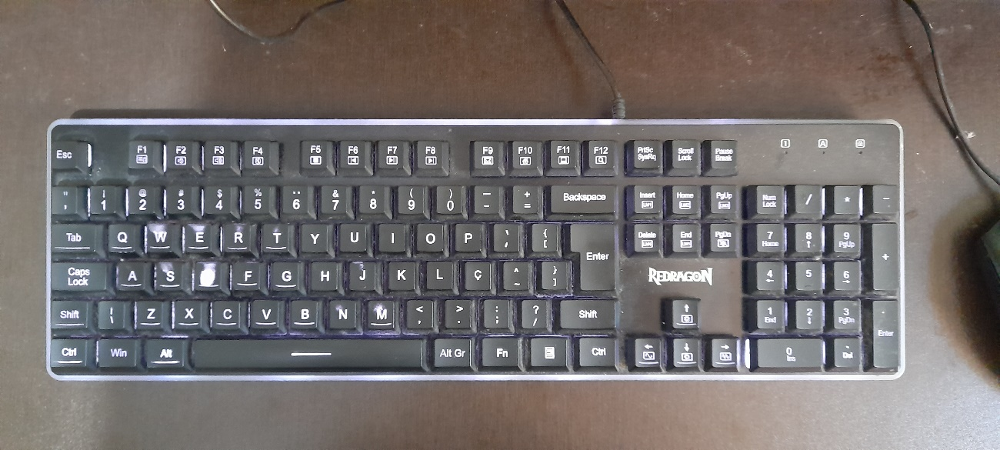 Esc F1 F2 F3 F4 F5 F6 F7 F8 F9 F10 F11 F12 PrtSc Scroll Pause
SysRq Lock Break
1 A
" ! @ # $ % ¨ & * ( ) _ + Backspace Insert Home PgUp Num / * -
' 1 2 3 4 5 6 7 8 9 0 - = Lock
Tab Q W E R T Y U I O P ` { Enter Delete End PgDn 7 8 9 +
´ [ Home ↑ PgUp
Caps A S F G H J K L Ç ^ } REDRAGON 4 5 6
Lock ~ ] ← →
Shift | Z X C V B N M < > : ? Shift ↑ 1 2 3
\ , . ; / End ↓ PgDn Enter
Ctrl Win Alt Alt Gr Fn Ctrl ← ↓ → 0
Ins Del